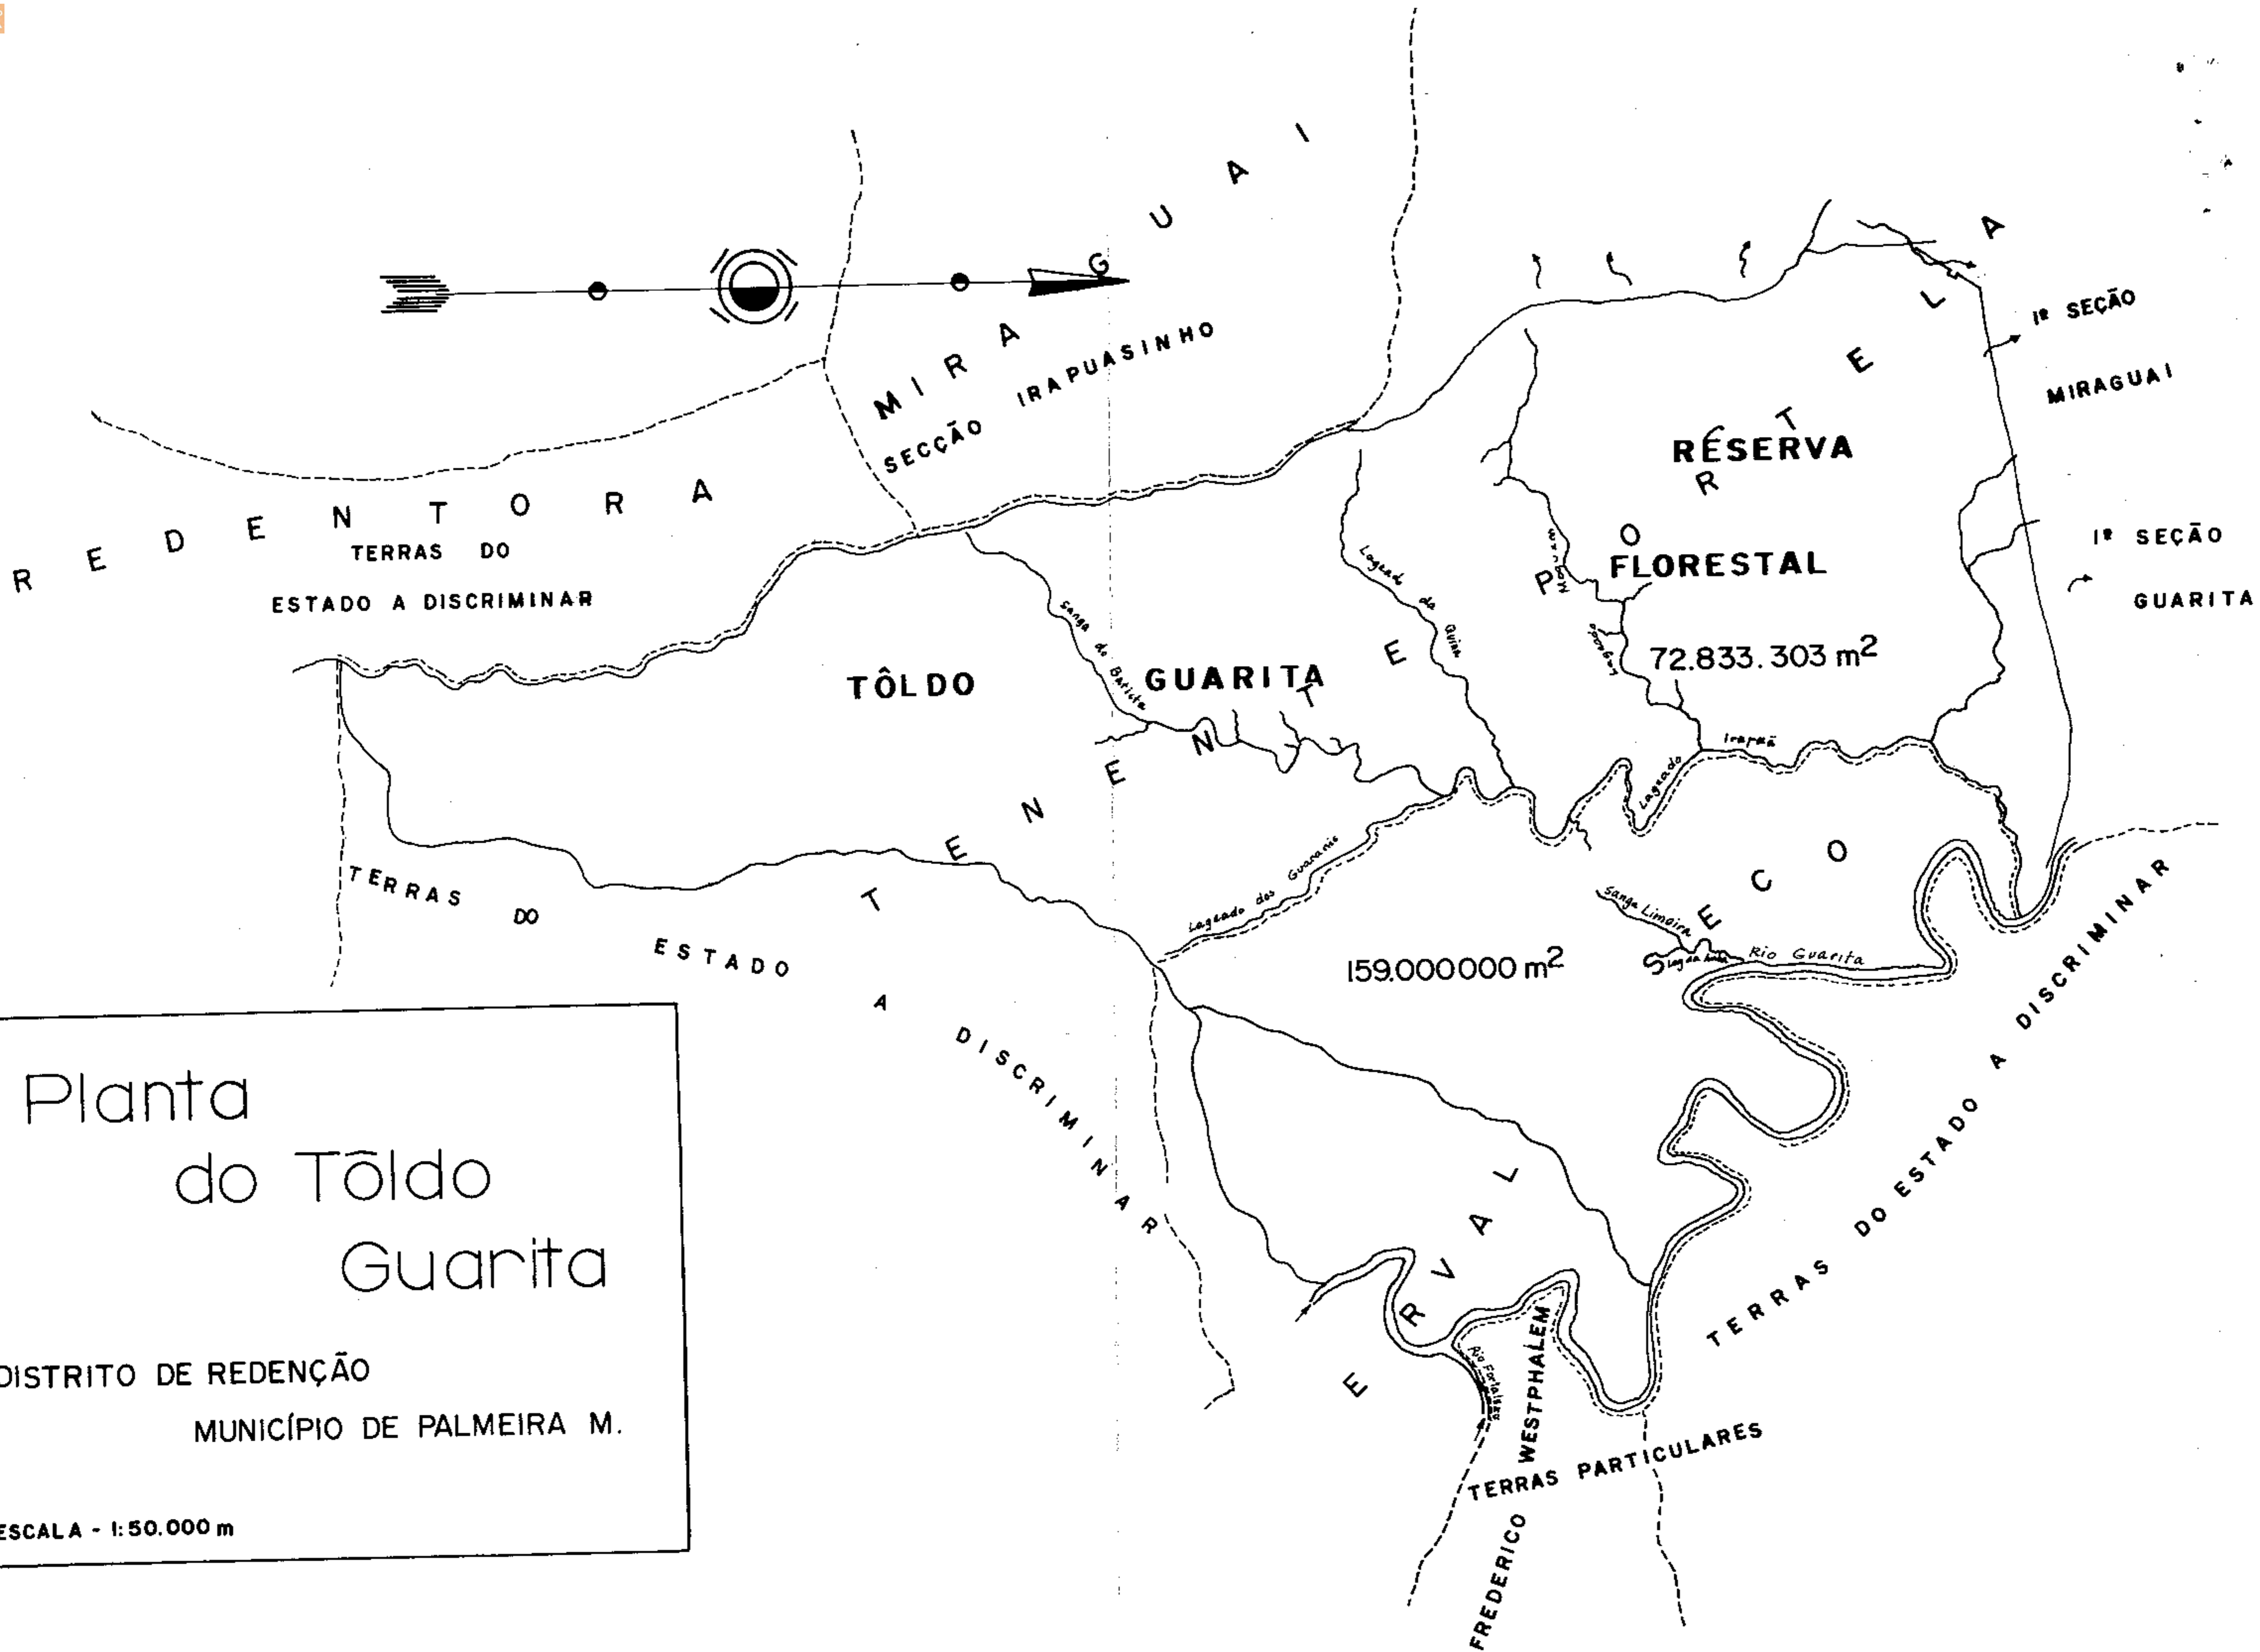 MIRAGUAI
SECÇÃO IRAPUASINHO
REDENTORA
TERRAS DO
ESTADO A DISCRIMINAR
PORTELA
1ª SEÇÃO
MIRAGUAI
1ª SEÇÃO
GUARITA
RESERVA
FLORESTAL
72.833.303 m²
TÔLDO GUARITA
Sanga do Batista
Lageado da Quina
Lageado Irapuã
Lageado dos Guaranis
TENENTE
TERRAS DO ESTADO A DISCRIMINAR
SECO
Sanga Limeira
Rio Guarita
159.000000 m²
TERRAS DO ESTADO A DISCRIMINAR
ERVAL
Rio Fortaleza
FREDERICO WESTPHALEM
TERRAS PARTICULARES
Planta
do Tôldo
Guarita
DISTRITO DE REDENÇÃO
MUNICÍPIO DE PALMEIRA M.
ESCALA - 1:50.000 m